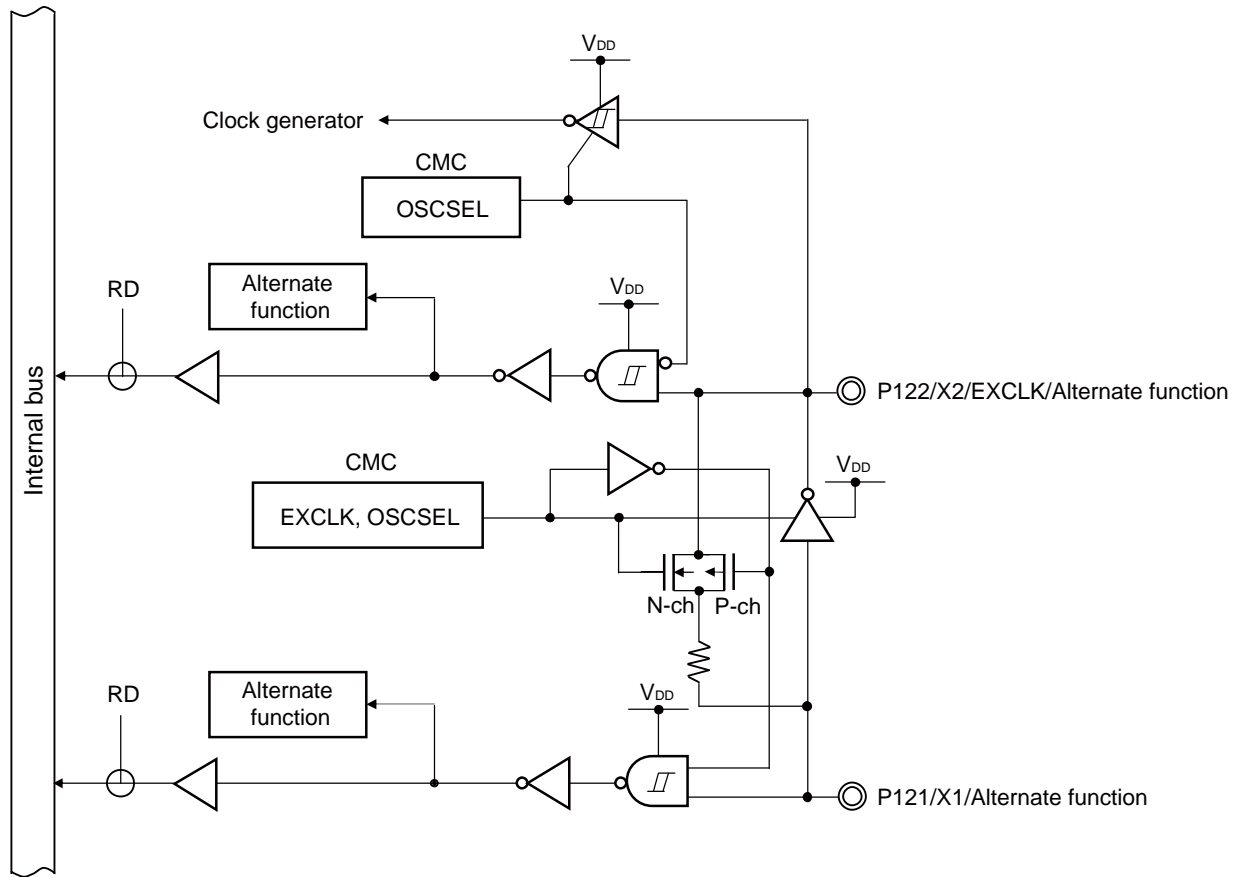 VDD
Clock generator
CMC
OSCSEL
RD
Alternate
function
VDD
P122/X2/EXCLK/Alternate function
Internal bus
CMC
EXCLK, OSCSEL
VDD
N-ch
P-ch
RD
Alternate
function
VDD
P121/X1/Alternate function